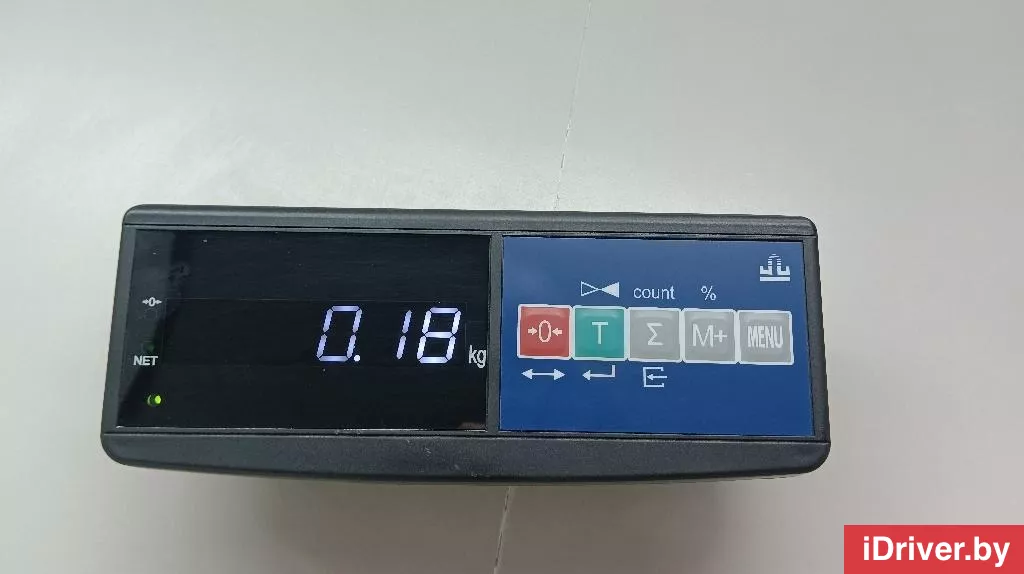 →0←
NET
0.18 kg
count %
→0← T Σ M+ MENU
iDriver.by